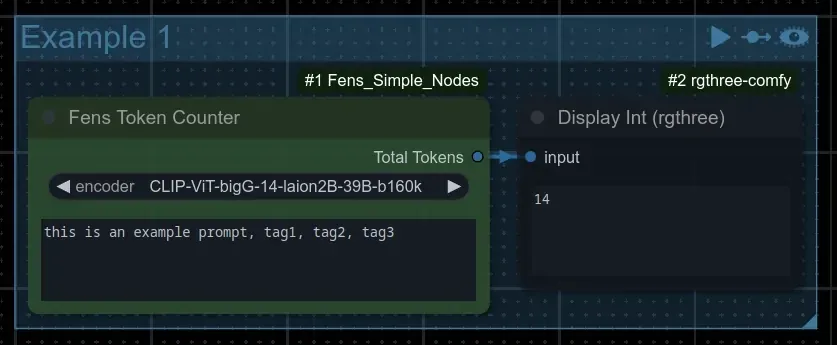 Example 1
#1 Fens_Simple_Nodes
#2 rgthree-comfy
Fens Token Counter
Display Int (rgthree)
Total Tokens
input
encoder CLIP-ViT-bigG-14-laion2B-39B-b160k
14
this is an example prompt, tag1, tag2, tag3